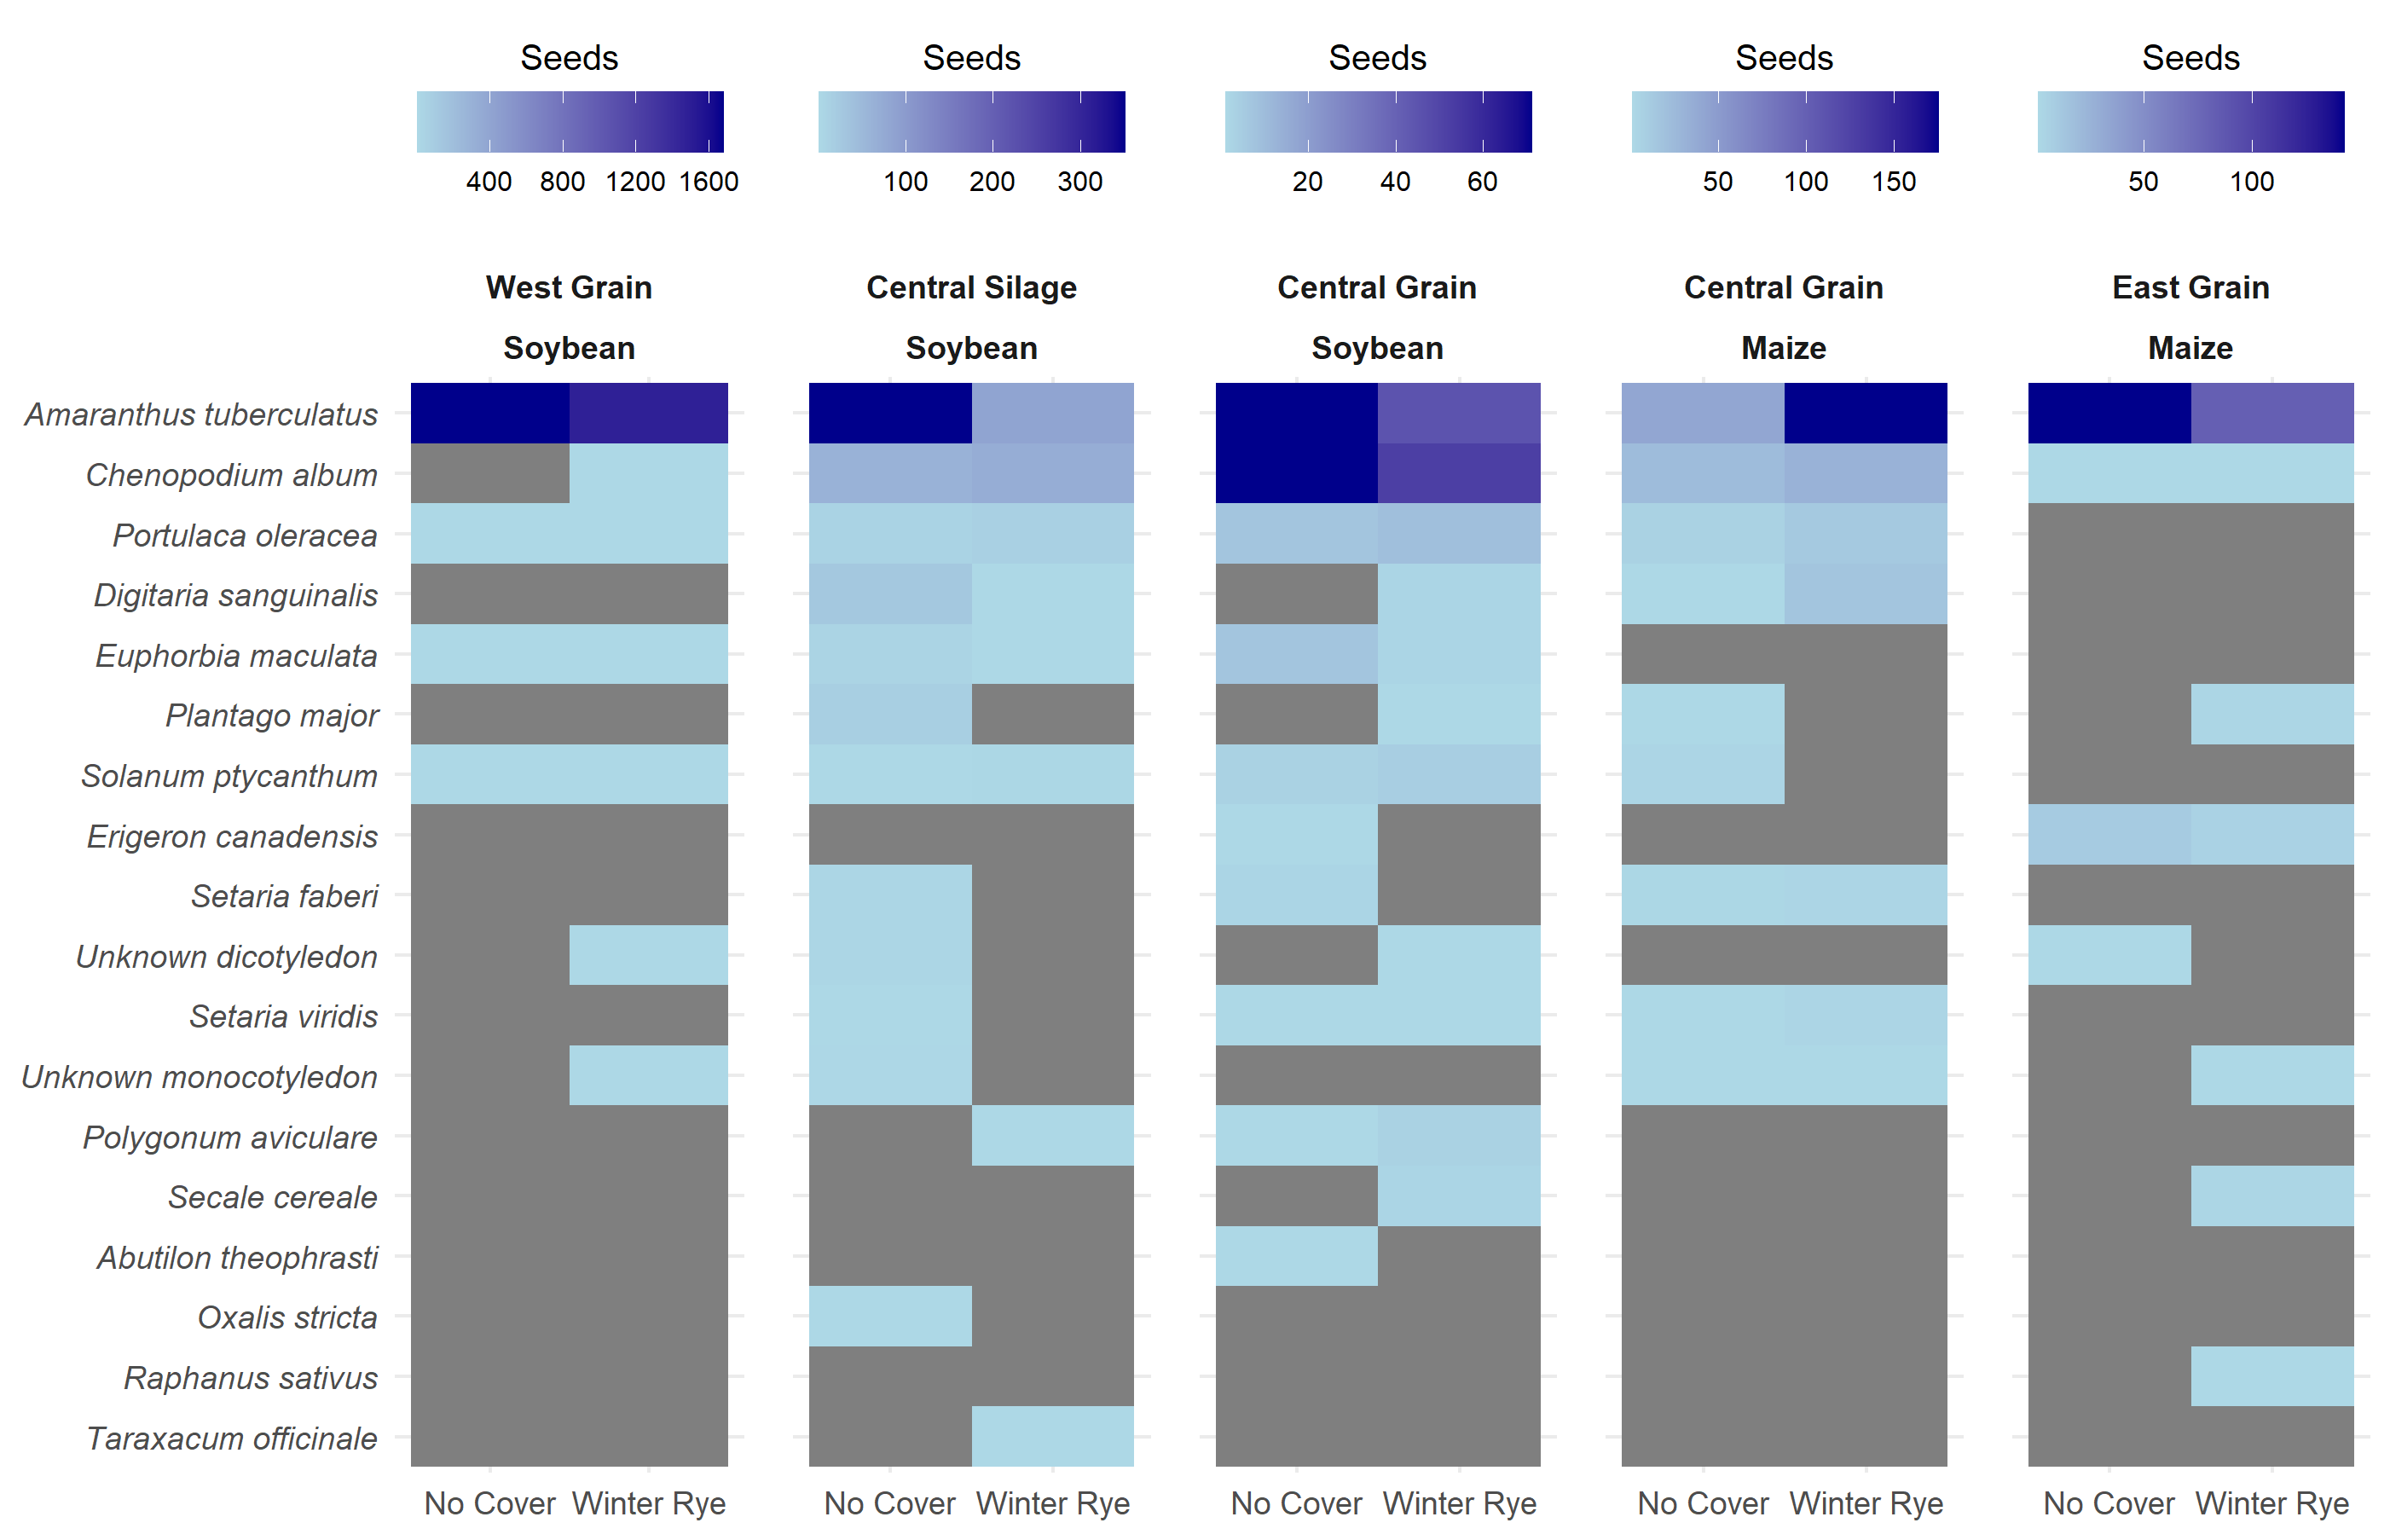 Seeds Seeds Seeds Seeds Seeds
400 800 1200 1600 100 200 300 20 40 60 50 100 150 50 100
West Grain Central Silage Central Grain Central Grain East Grain
Soybean Soybean Soybean Maize Maize
Amaranthus tuberculatus
Chenopodium album
Portulaca oleracea
Digitaria sanguinalis
Euphorbia maculata
Plantago major
Solanum ptycanthum
Erigeron canadensis
Setaria faberi
Unknown dicotyledon
Setaria viridis
Unknown monocotyledon
Polygonum aviculare
Secale cereale
Abutilon theophrasti
Oxalis stricta
Raphanus sativus
Taraxacum officinale
No Cover Winter Rye No Cover Winter Rye No Cover Winter Rye No Cover Winter Rye No Cover Winter Rye